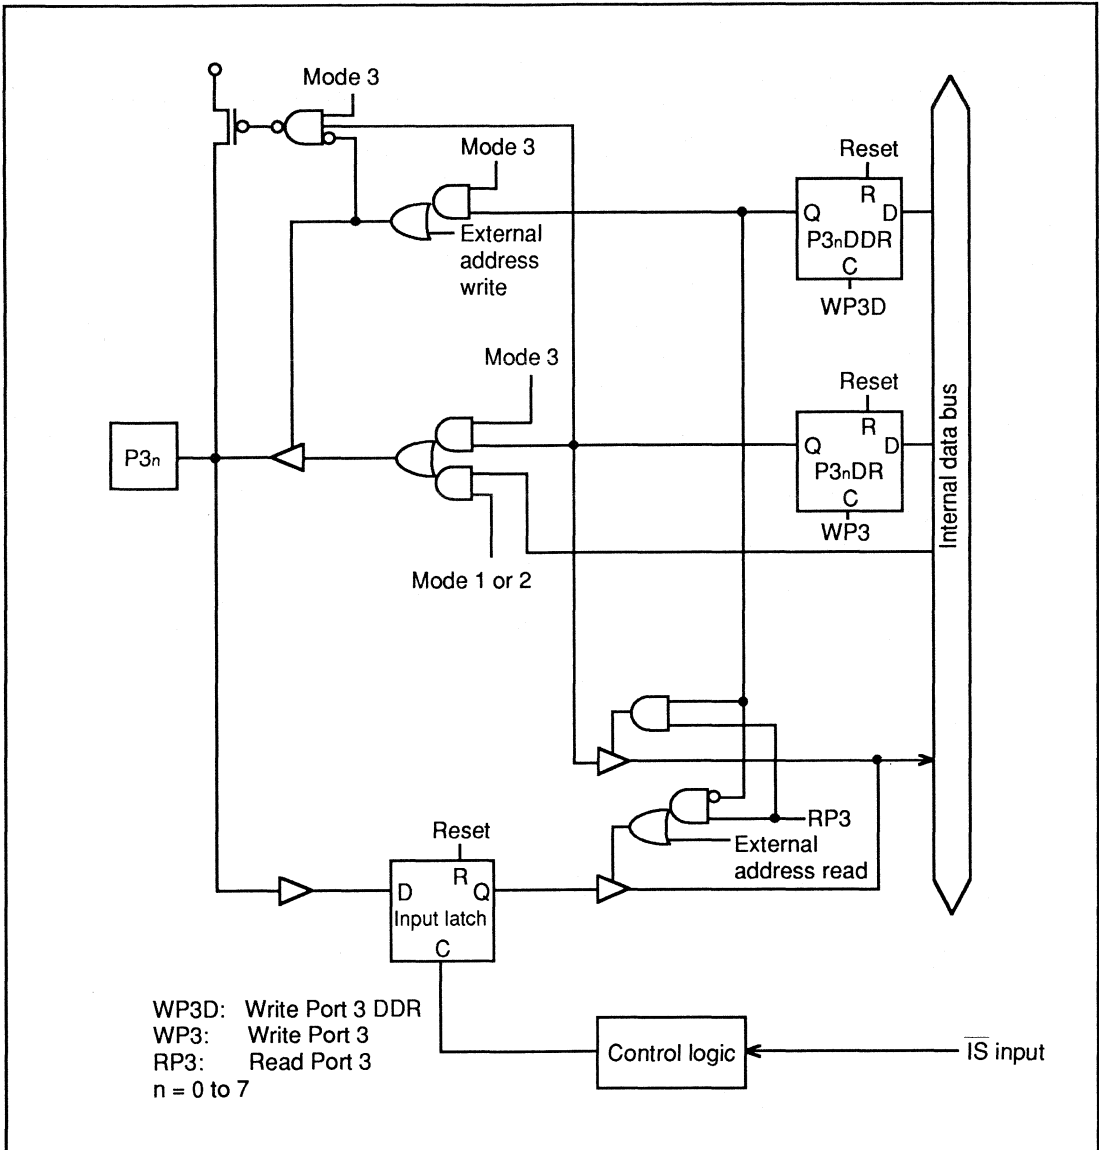 Mode 3
Mode 3
Reset
R
Q
D
P3nDDR
C
WP3D
External
address
write
Mode 3
Reset
R
Q
D
P3nDR
C
WP3
Internal data bus
P3n
Mode 1 or 2
RP3
External
address read
Reset
R
D
Q
Input latch
C
WP3D: Write Port 3 DDR
WP3: Write Port 3
RP3: Read Port 3
n = 0 to 7
Control logic
I̅S̅ input